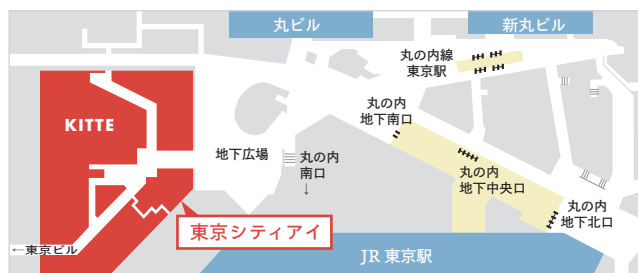 丸ビル
新丸ビル
丸の内線
東京駅
丸の内
地下南口
KITTE
地下広場
丸の内
南口
↓
丸の内
地下中央口
丸の内
地下北口
東京シティアイ
←東京ビル
JR 東京駅